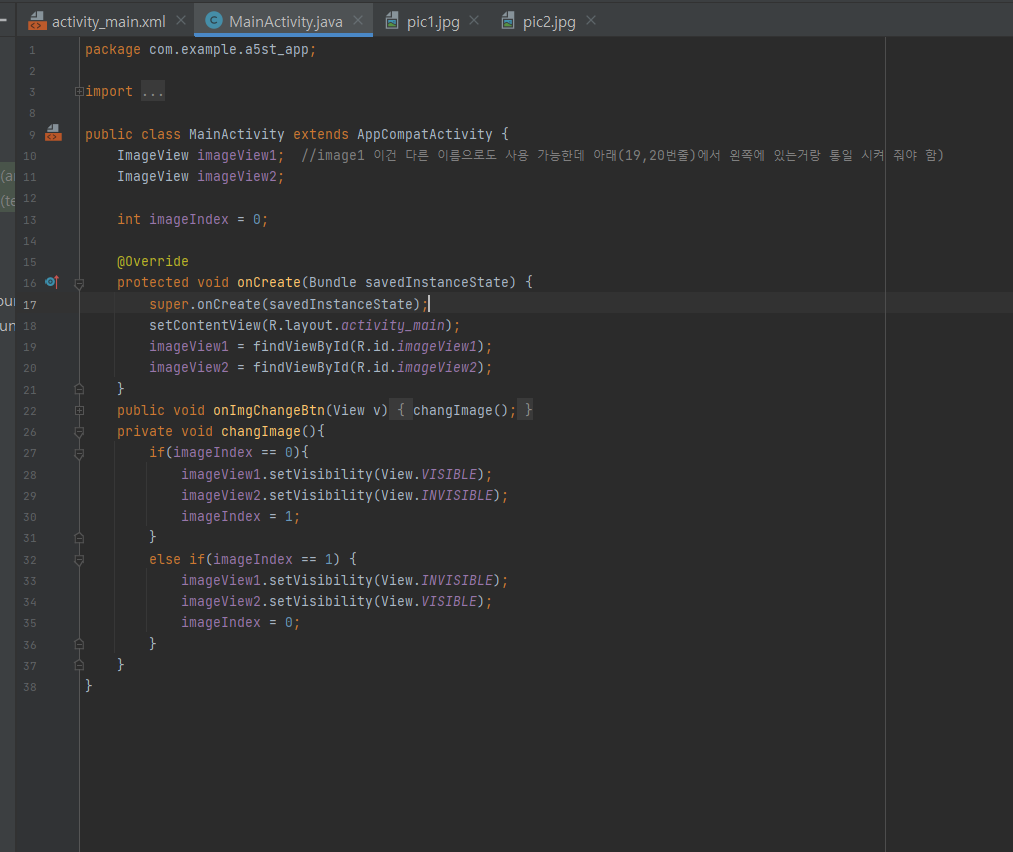 activity_main.xml MainActivity.java pic1.jpg pic2.jpg
1 package com.example.a5st_app;
2
3 import ...
8
9 public class MainActivity extends AppCompatActivity {
10 ImageView imageView1; //image1 이건 다른 이름으로도 사용 가능한데 아래(19,20번줄)에서 왼쪽에 있는거랑 통일 시켜 줘야 함)
11 ImageView imageView2;
12
13 int imageIndex = 0;
14
15 @Override
16 protected void onCreate(Bundle savedInstanceState) {
17 super.onCreate(savedInstanceState);
18 setContentView(R.layout.activity_main);
19 imageView1 = findViewById(R.id.imageView1);
20 imageView2 = findViewById(R.id.imageView2);
21 }
22 public void onImgChangeBtn(View v) { changImage(); }
26 private void changImage(){
27 if(imageIndex == 0){
28 imageView1.setVisibility(View.VISIBLE);
29 imageView2.setVisibility(View.INVISIBLE);
30 imageIndex = 1;
31 }
32 else if(imageIndex == 1) {
33 imageView1.setVisibility(View.INVISIBLE);
34 imageView2.setVisibility(View.VISIBLE);
35 imageIndex = 0;
36 }
37 }
38 }